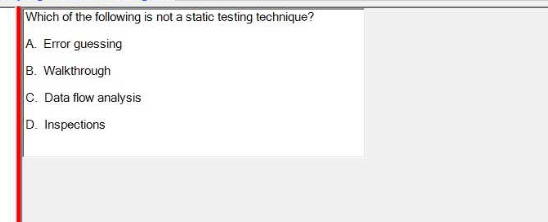 Which of the following is not a static testing technique?
A. Error guessing
B. Walkthrough
C. Data flow analysis
D. Inspections